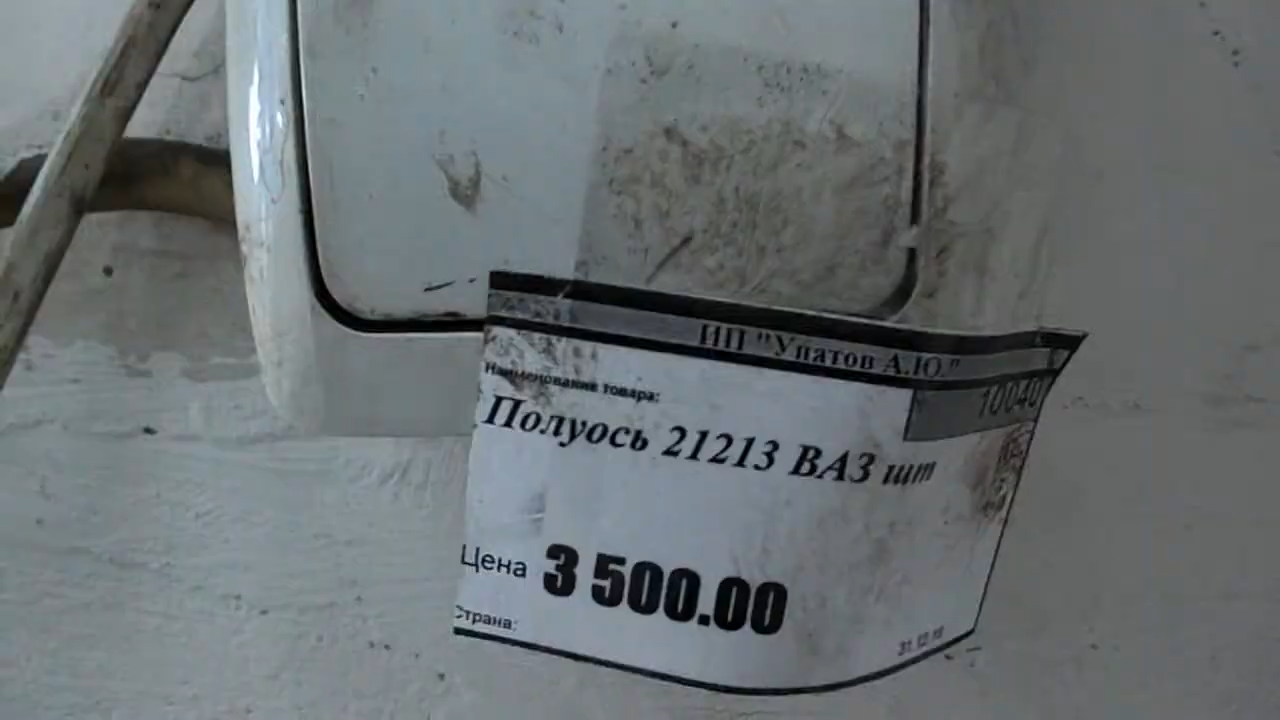 ИП "Упатов А.Ю."
10040
Наименование товара:
Полуось 21213 ВАЗ шт
Цена 3 500.00
Страна: